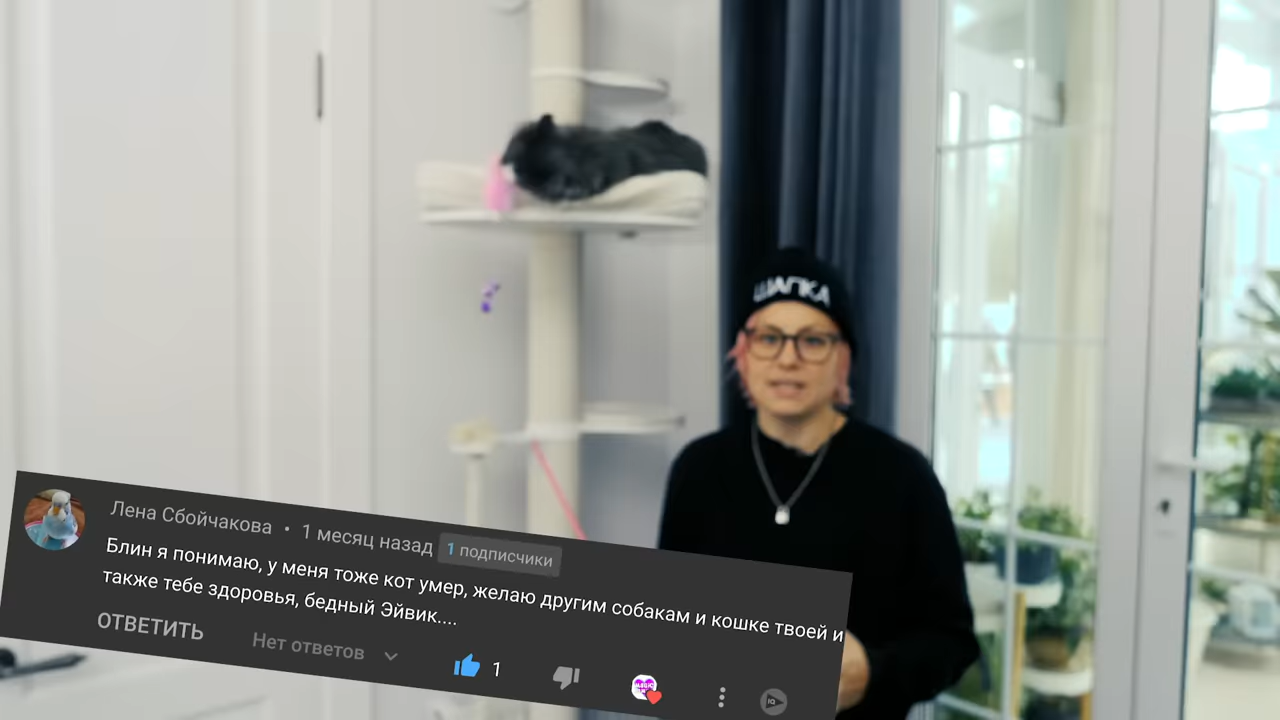 ШАПКА
Лена Сбойчакова • 1 месяц назад 1 подписчики
Блин я понимаю, у меня тоже кот умер, желаю другим собакам и кошке твоей и
также тебе здоровья, бедный Эйвик....
ОТВЕТИТЬ Нет ответов 1